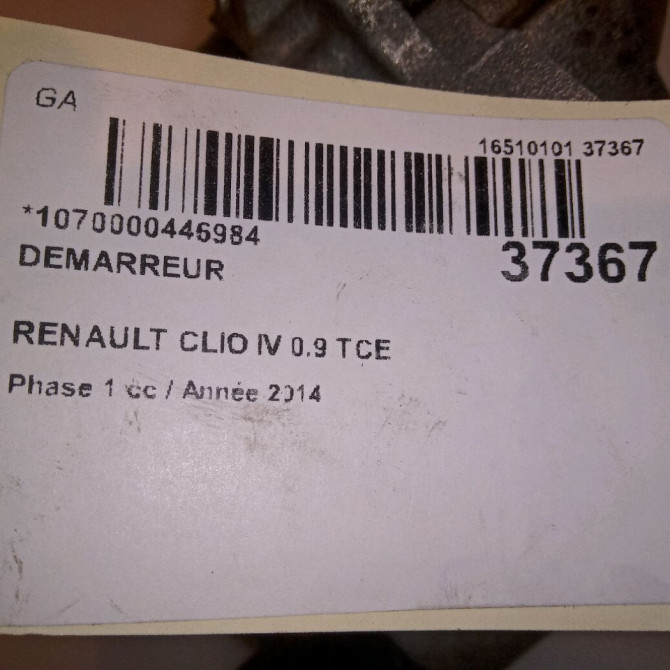 GA
16510101 37367
*1070000446984
37367
DEMARREUR
RENAULT CLIO IV 0.9 TCE
Phase 1 cc / Année 2014